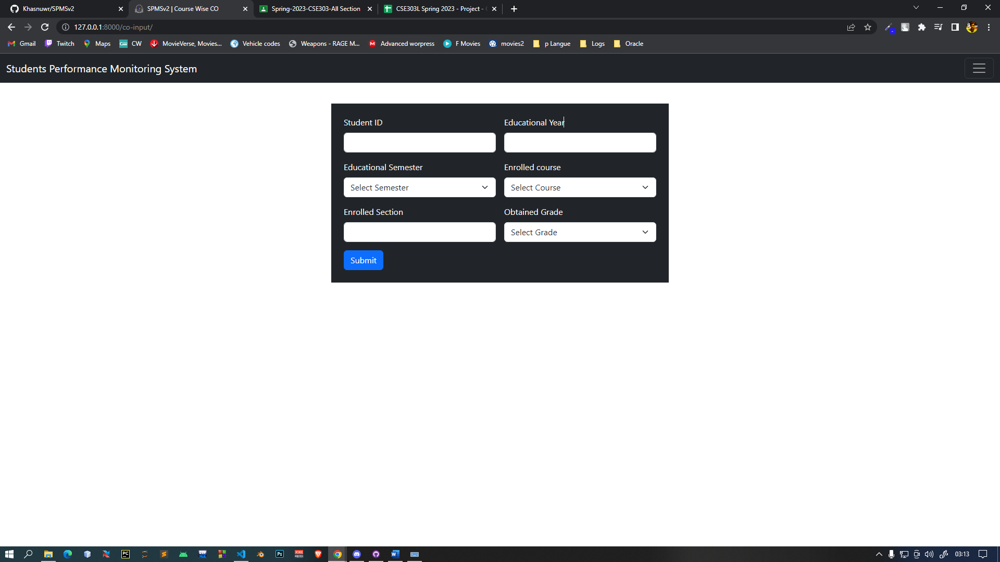 Khasnuwr/SPMSv2
SPMSv2 | Course Wise CO
Spring-2023-CSE303-All Section
CSE303L Spring 2023 - Project -
127.0.0.1:8000/co-input/
Gmail
Twitch
Maps
CW
MovieVerse, Movies...
Vehicle codes
Weapons - RAGE M...
Advanced worpress
F Movies
movies2
p Langue
Logs
Oracle
Students Performance Monitoring System
Student ID
Educational Year
Educational Semester
Enrolled course
Select Semester
Select Course
Enrolled Section
Obtained Grade
Select Grade
Submit
03:13